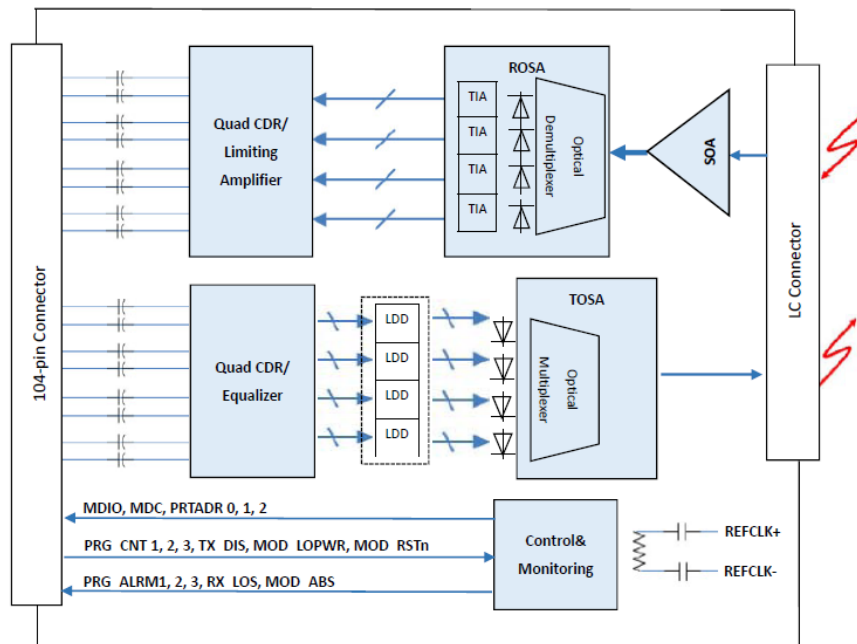 104-pin Connector
Quad CDR/
Limiting
Amplifier
ROSA
TIA
TIA
TIA
TIA
Optical
Demultiplexer
SOA
LC Connector
Quad CDR/
Equalizer
LDD
LDD
LDD
LDD
TOSA
Optical
Multiplexer
MDIO, MDC, PRTADR 0, 1, 2
PRG CNT 1, 2, 3, TX DIS, MOD LOPWR, MOD RSTn
PRG ALRM1, 2, 3, RX LOS, MOD ABS
Control&
Monitoring
REFCLK+
REFCLK-